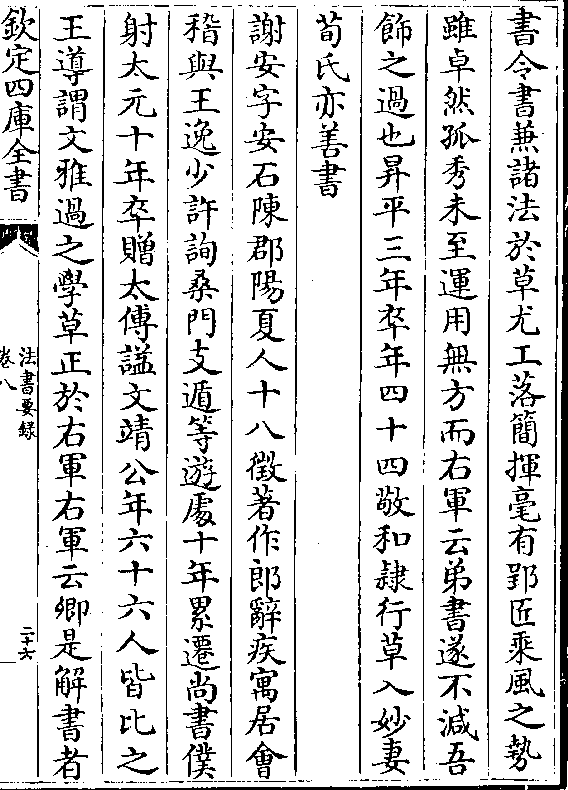 書令書兼諸法於草尤工落簡揮毫有郢匠乘風之勢
雖卓然孤秀未至運用無方而右軍云弟書遂不減吾
飾之過也昇平三年卒年四十四敬和隷行草入妙妻
荀氏亦善書
謝安字安石陳郡陽夏人十八徵著作郎辭疾寓居會
稽與王逸少許詢桑門支遁等遊處十年累遷尚書僕
射太元十年卒贈太傅謚文靖公年六十六人皆比之
王導謂文雅過之學草正於右軍右軍云卿是解書者
欽定四庫全書
法書要録
卷八
二十六